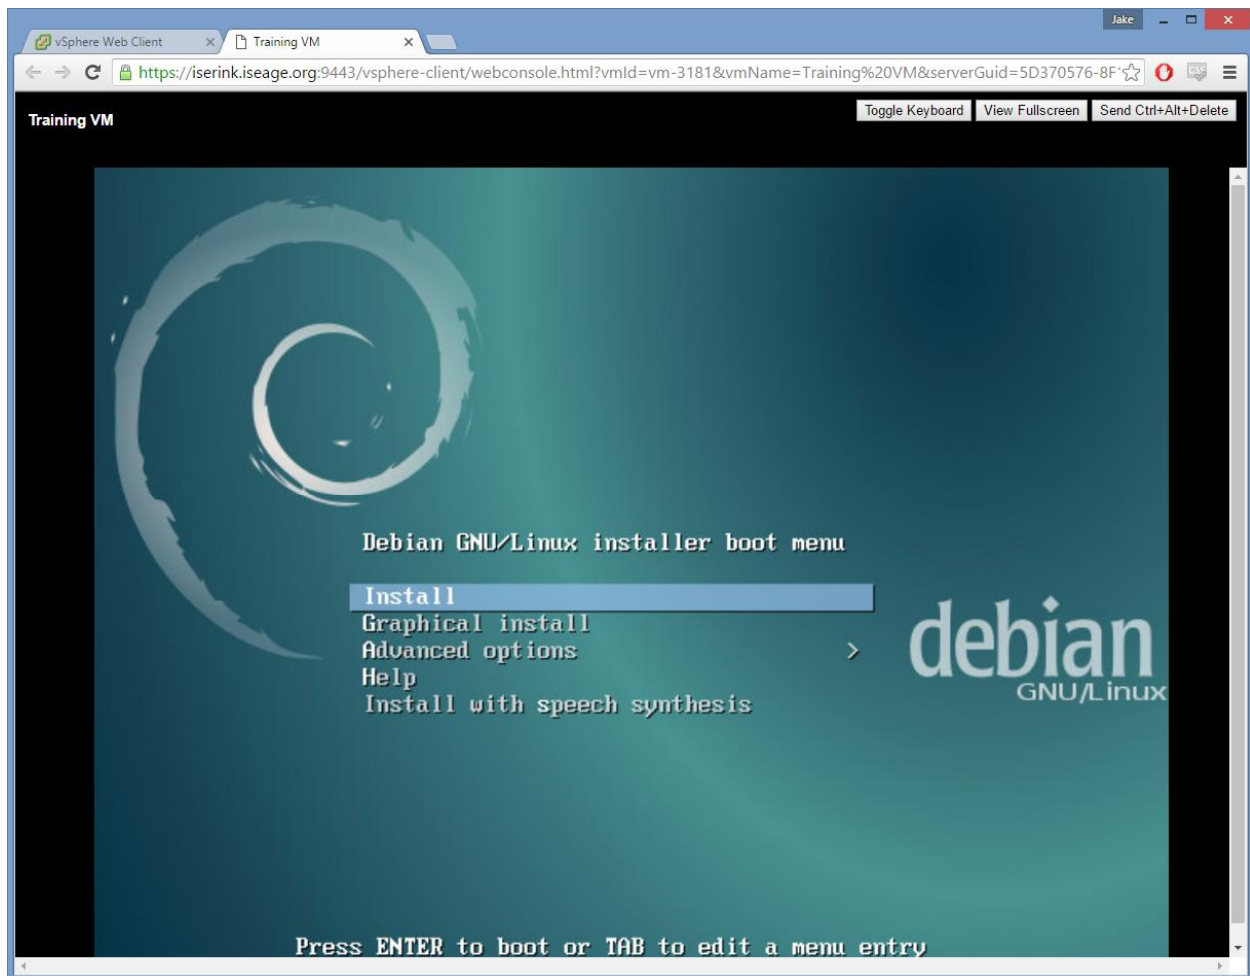 Jake
vSphere Web Client
Training VM
https://iserink.iseage.org:9443/vsphere-client/webconsole.html?vmId=vm-3181&vmName=Training%20VM&serverGuid=5D370576-8F
Training VM
Toggle Keyboard
View Fullscreen
Send Ctrl+Alt+Delete
Debian GNU/Linux installer boot menu
Install
Graphical install
Advanced options >
Help
Install with speech synthesis
debian
GNU/Linux
Press ENTER to boot or TAB to edit a menu entry